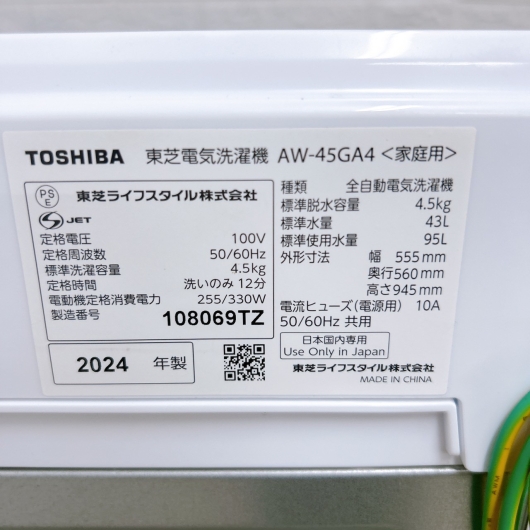 TOSHIBA 東芝電気洗濯機 AW-45GA4 <家庭用>
PS
E
東芝ライフスタイル株式会社
S JET
定格電圧 100V
定格周波数 50/60Hz
標準洗濯容量 4.5kg
定格時間 洗いのみ 12分
電動機定格消費電力 255/330W
製造番号 108069TZ
2024 年製
種類 全自動電気洗濯機
標準脱水容量 4.5kg
標準水量 43L
標準使用水量 95L
外形寸法 幅 555mm
奥行560mm
高さ945mm
電流ヒューズ(電源用) 10A
50/60Hz 共用
日本国内専用
Use Only in Japan
東芝ライフスタイル株式会社
MADE IN CHINA